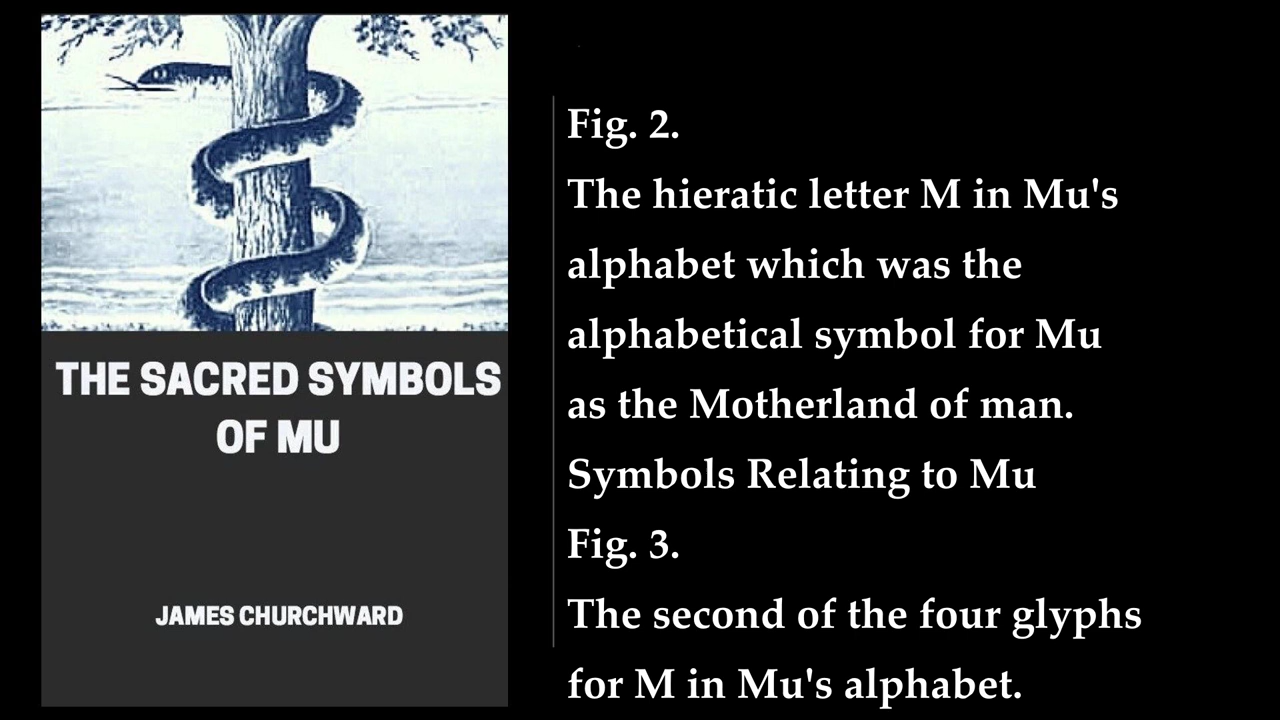 THE SACRED SYMBOLS
OF MU
JAMES CHURCHWARD
Fig. 2.
The hieratic letter M in Mu's
alphabet which was the
alphabetical symbol for Mu
as the Motherland of man.
Symbols Relating to Mu
Fig. 3.
The second of the four glyphs
for M in Mu's alphabet.